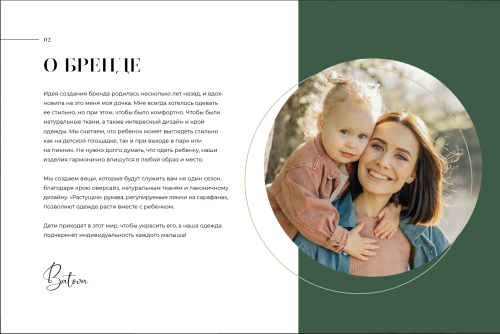 02
О БРЕНДЕ
Идея создания бренда родилась несколько лет назад, и вдох-
новила на это меня моя дочка. Мне всегда хотелось одевать
ее стильно, но при этом, чтобы было комфортно. Чтобы были
натуральные ткани, а также интересный дизайн и крой
одежды. Мы считаем, что ребенок может выглядеть стильно
как на детской площадке, так и при выходе в парк или
на пикник. Не нужно долго думать, что одеть ребенку, наши
изделия гармонично впишутся в любой образ и место.
Мы создаем вещи, которые будут служить вам не один сезон,
благодаря крою оверсайз, натуральным тканям и лаконичному
дизайну. «Растущие» рукава, регулируемые лямки на сарафанах,
позволяют одежде расти вместе с ребенком.
Дети приходят в этот мир, чтобы украсить его, а наша одежда
подчеркнёт индивидуальность каждого малыша!
Batova